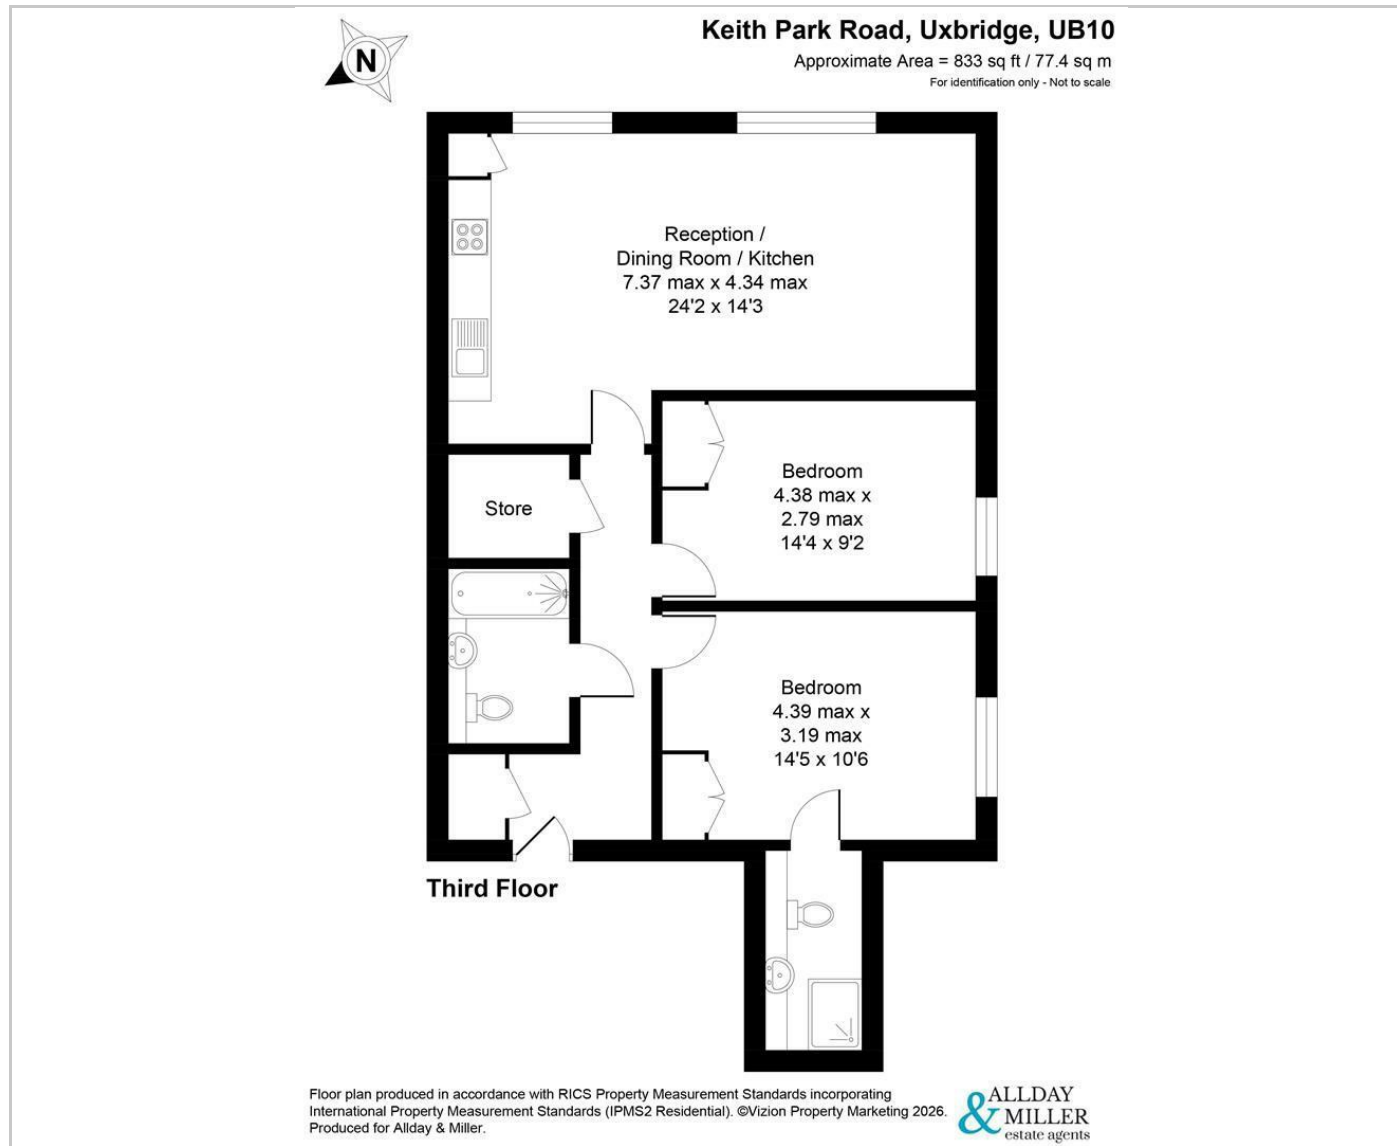 Keith Park Road, Uxbridge, UB10
Approximate Area = 833 sq ft / 77.4 sq m
For identification only - Not to scale
N
Reception /
Dining Room / Kitchen
7.37 max x 4.34 max
24'2 x 14'3
Bedroom
4.38 max x
2.79 max
14'4 x 9'2
Store
Bedroom
4.39 max x
3.19 max
14'5 x 10'6
Third Floor
Floor plan produced in accordance with RICS Property Measurement Standards incorporating
International Property Measurement Standards (IPMS2 Residential). ©Vizion Property Marketing 2026.
Produced for Allday & Miller.
ALLDAY
& MILLER
estate agents